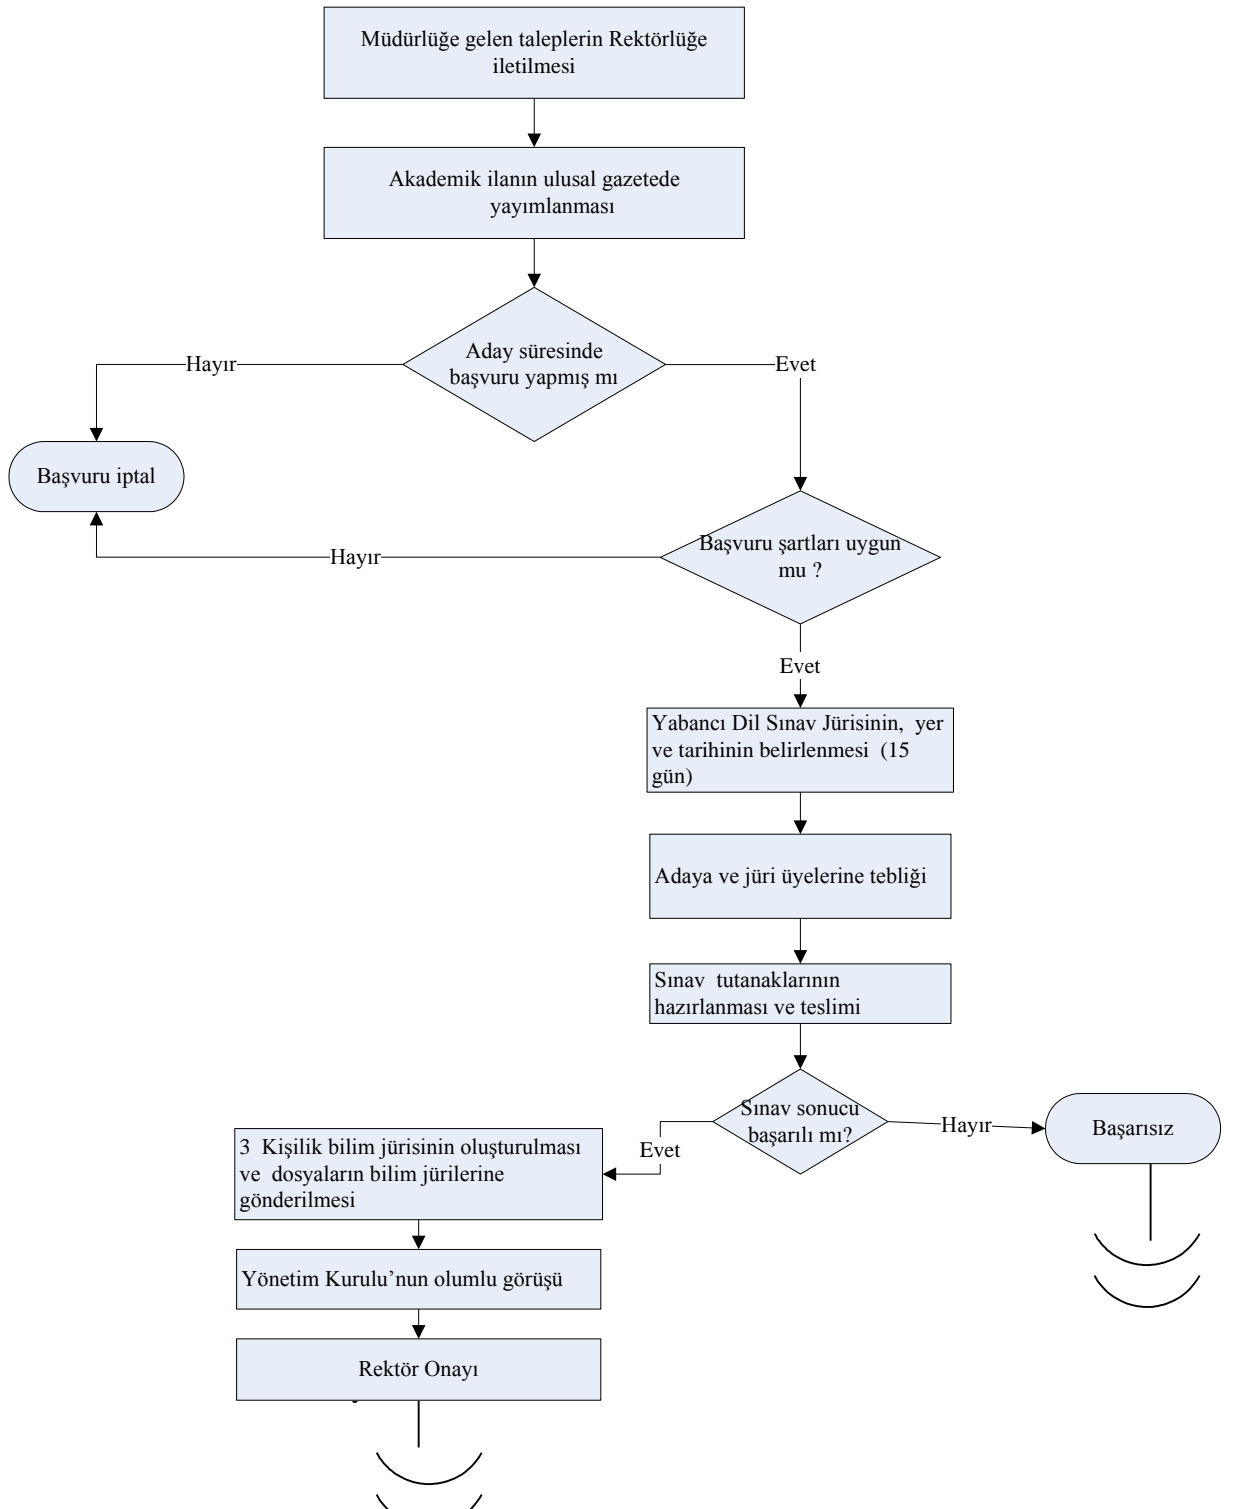 Müdürlüğe gelen taleplerin Rektörlüğe
iletilmesi
Akademik ilanın ulusal gazetede
yayımlanması
Aday süresinde
başvuru yapmış mı
Hayır
Evet
Başvuru iptal
Başvuru şartları uygun
mu ?
Hayır
Evet
Yabancı Dil Sınav Jürisinin,  yer
ve tarihinin belirlenmesi  (15
gün)
Adaya ve jüri üyelerine tebliği
Sınav  tutanaklarının
hazırlanması ve teslimi
Sınav sonucu
başarılı mı?
Hayır
Başarısız
Evet
3  Kişilik bilim jürisinin oluşturulması
ve  dosyaların bilim jürilerine
gönderilmesi
Yönetim Kurulu’nun olumlu görüşü
Rektör Onayı